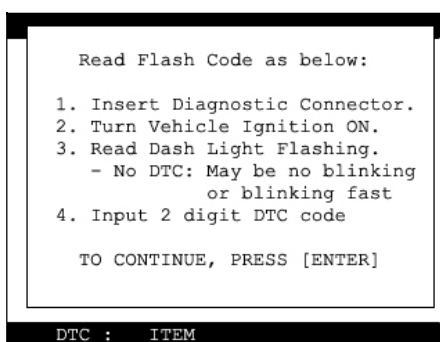 Read Flash Code as below:
1. Insert Diagnostic Connector.
2. Turn Vehicle Ignition ON.
3. Read Dash Light Flashing.
- No DTC: May be no blinking
or blinking fast
4. Input 2 digit DTC code
TO CONTINUE, PRESS [ENTER]
DTC : ITEM